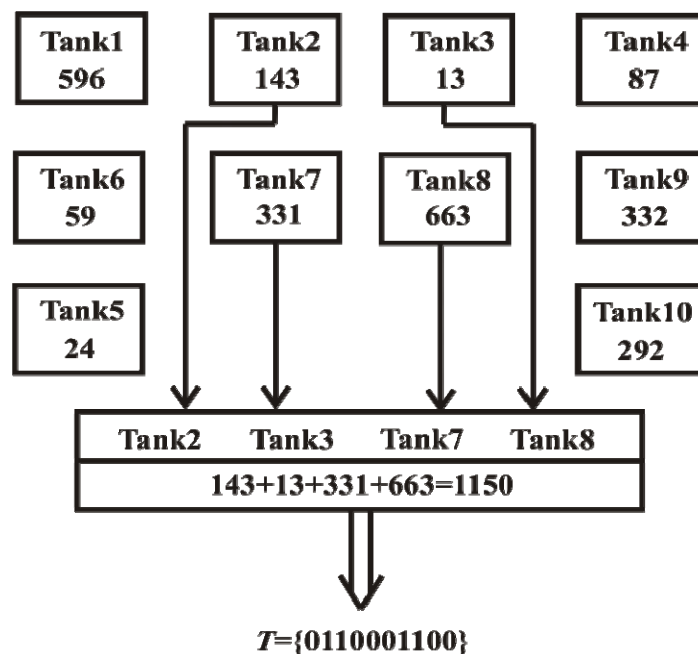 Tank1
596
Tank2
143
Tank3
13
Tank4
87
Tank6
59
Tank7
331
Tank8
663
Tank9
332
Tank5
24
Tank10
292
Tank2 Tank3 Tank7 Tank8
143+13+331+663=1150
T={0110001100}